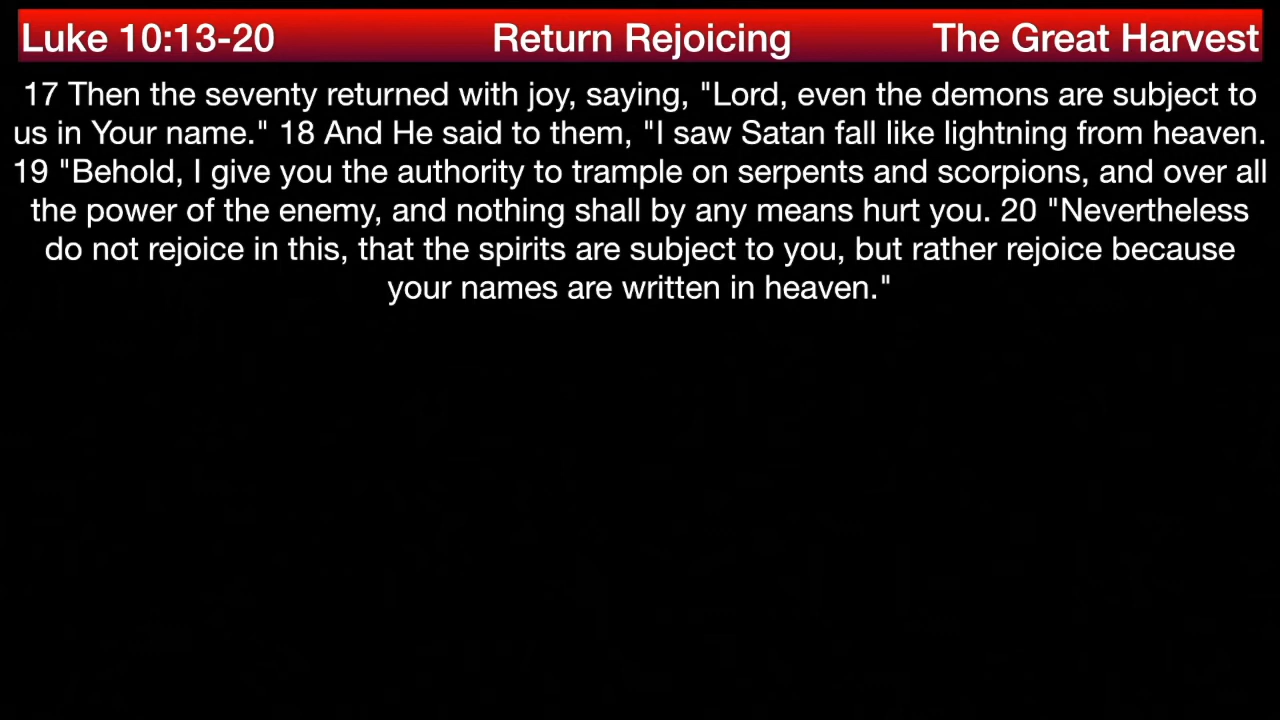 Luke 10:13-20 Return Rejoicing The Great Harvest
17 Then the seventy returned with joy, saying, "Lord, even the demons are subject to
us in Your name." 18 And He said to them, "I saw Satan fall like lightning from heaven.
19 "Behold, I give you the authority to trample on serpents and scorpions, and over all
the power of the enemy, and nothing shall by any means hurt you. 20 "Nevertheless
do not rejoice in this, that the spirits are subject to you, but rather rejoice because
your names are written in heaven."